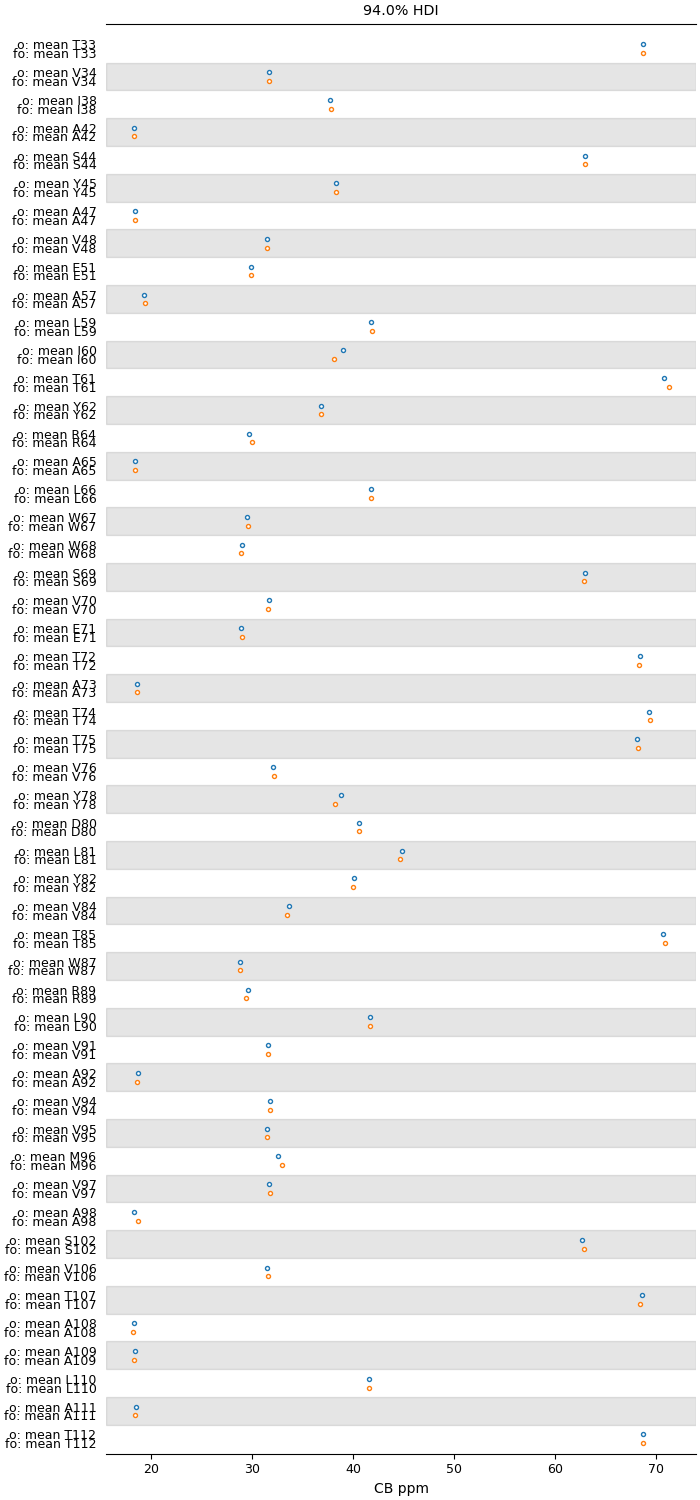 94.0% HDI
o: mean T33
fo: mean T33
o: mean V34
fo: mean V34
o: mean I38
fo: mean I38
o: mean A42
fo: mean A42
o: mean S44
fo: mean S44
o: mean Y45
fo: mean Y45
o: mean A47
fo: mean A47
o: mean V48
fo: mean V48
o: mean E51
fo: mean E51
o: mean A57
fo: mean A57
o: mean L59
fo: mean L59
o: mean I60
fo: mean I60
o: mean T61
fo: mean T61
o: mean Y62
fo: mean Y62
o: mean R64
fo: mean R64
o: mean A65
fo: mean A65
o: mean L66
fo: mean L66
o: mean W67
fo: mean W67
o: mean W68
fo: mean W68
o: mean S69
fo: mean S69
o: mean V70
fo: mean V70
o: mean E71
fo: mean E71
o: mean T72
fo: mean T72
o: mean A73
fo: mean A73
o: mean T74
fo: mean T74
o: mean T75
fo: mean T75
o: mean V76
fo: mean V76
o: mean Y78
fo: mean Y78
o: mean D80
fo: mean D80
o: mean L81
fo: mean L81
o: mean Y82
fo: mean Y82
o: mean V84
fo: mean V84
o: mean T85
fo: mean T85
o: mean W87
fo: mean W87
o: mean R89
fo: mean R89
o: mean L90
fo: mean L90
o: mean V91
fo: mean V91
o: mean A92
fo: mean A92
o: mean V94
fo: mean V94
o: mean V95
fo: mean V95
o: mean M96
fo: mean M96
o: mean V97
fo: mean V97
o: mean A98
fo: mean A98
o: mean S102
fo: mean S102
o: mean V106
fo: mean V106
o: mean T107
fo: mean T107
o: mean A108
fo: mean A108
o: mean A109
fo: mean A109
o: mean L110
fo: mean L110
o: mean A111
fo: mean A111
o: mean T112
fo: mean T112
20 30 40 50 60 70
CB ppm